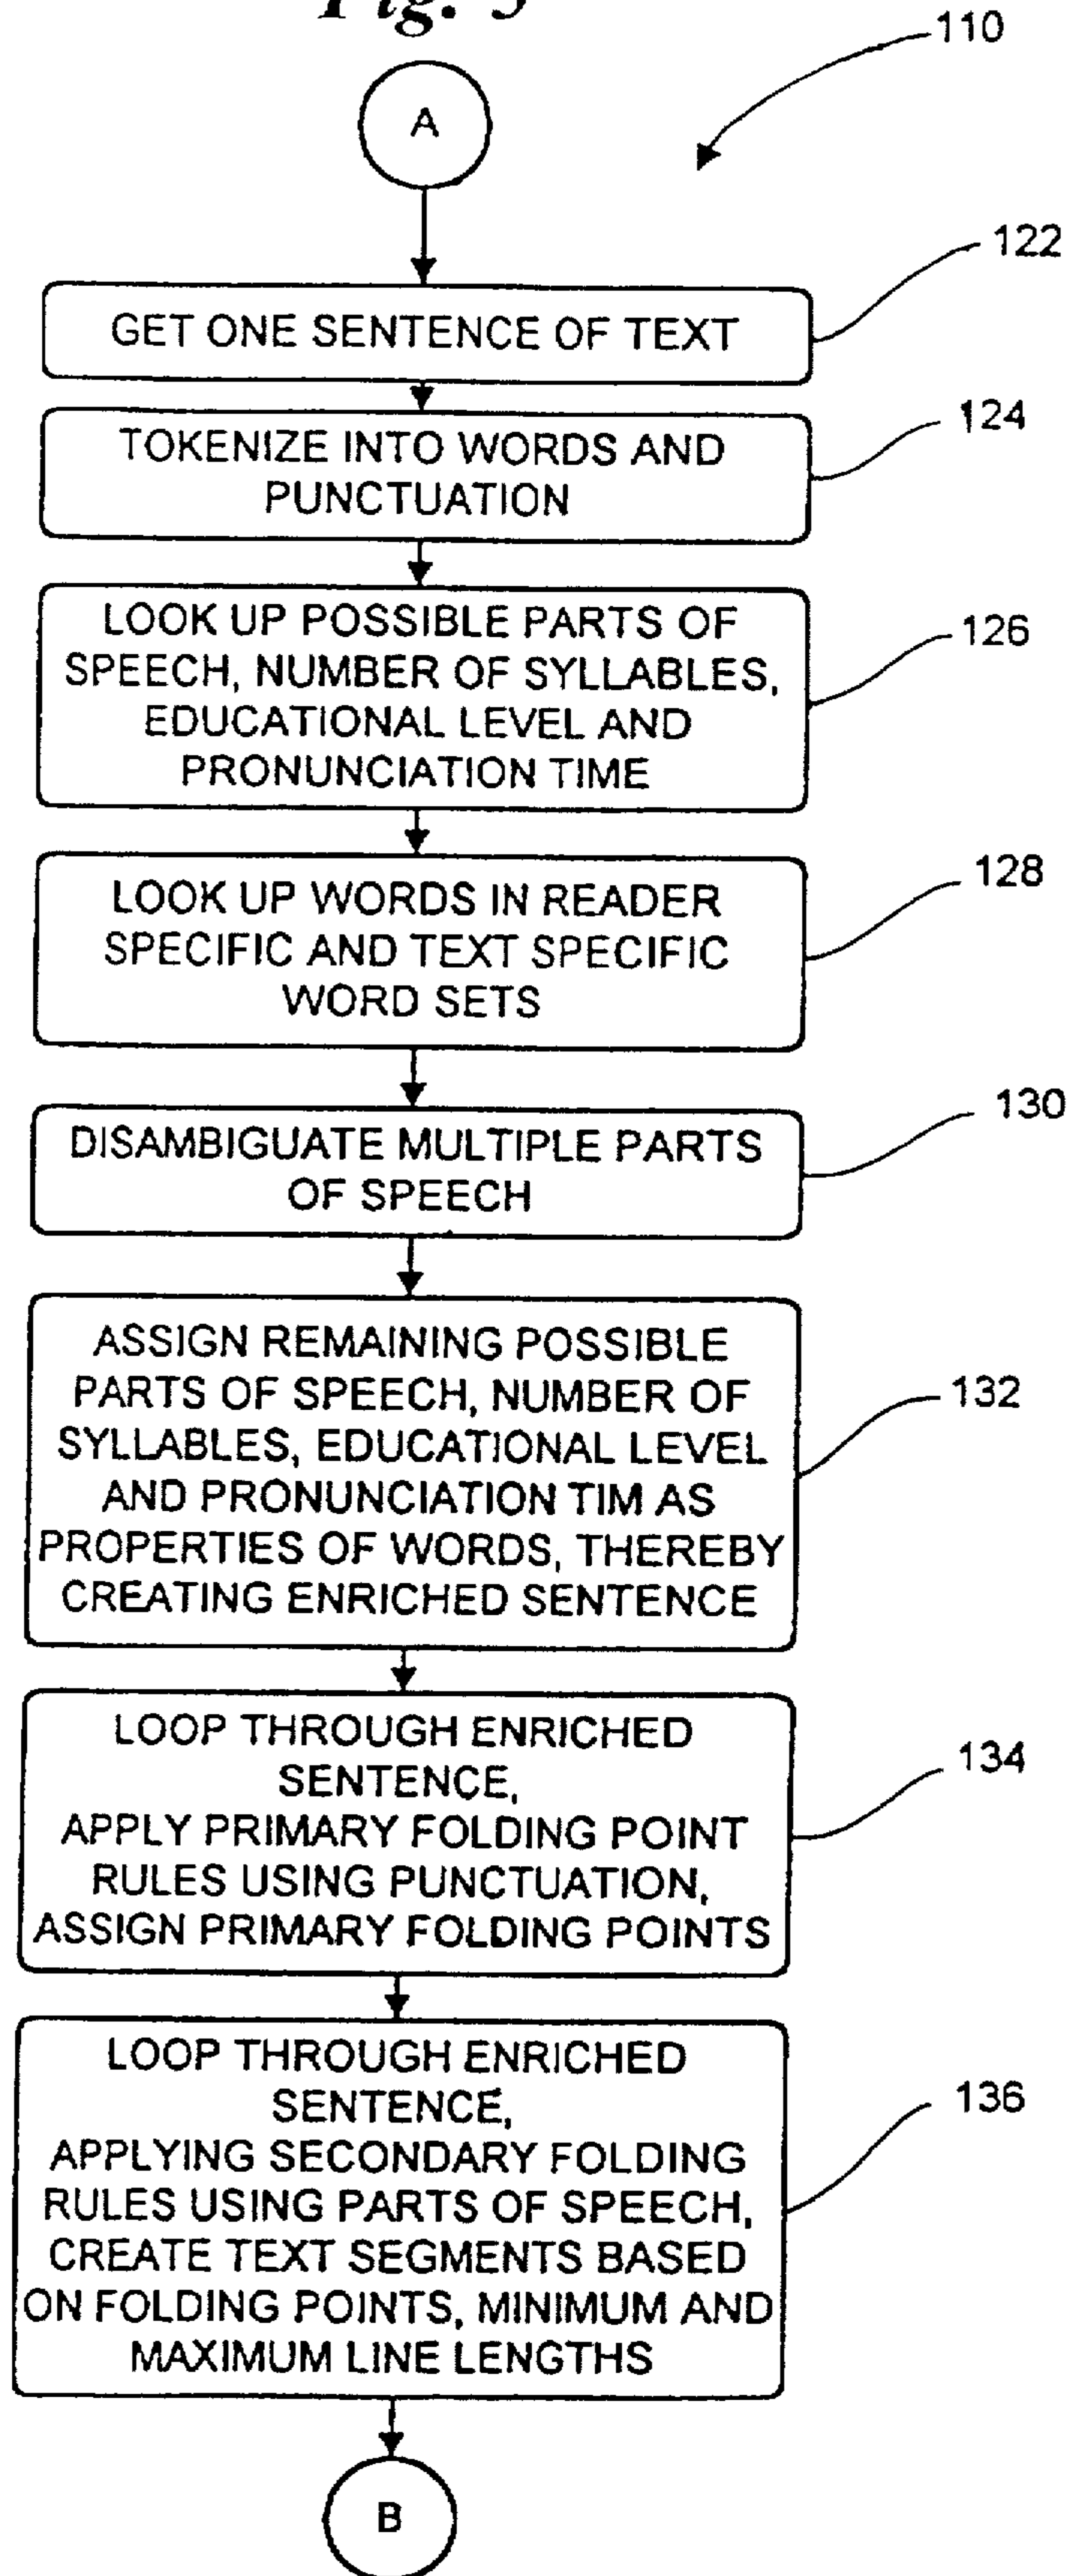 110
A
122
GET ONE SENTENCE OF TEXT
124
TOKENIZE INTO WORDS AND
PUNCTUATION
LOOK UP POSSIBLE PARTS OF
126
SPEECH, NUMBER OF SYLLABLES,
EDUCATIONAL LEVEL AND
PRONUNCIATION TIME
128
LOOK UP WORDS IN READER
SPECIFIC AND TEXT SPECIFIC
WORD SETS
130
DISAMBIGUATE MULTIPLE PARTS
OF SPEECH
ASSIGN REMAINING POSSIBLE
132
PARTS OF SPEECH, NUMBER OF
SYLLABLES, EDUCATIONAL LEVEL
AND PRONUNCIATION TIM AS
PROPERTIES OF WORDS, THEREBY
CREATING ENRICHED SENTENCE
LOOP THROUGH ENRICHED
134
SENTENCE,
APPLY PRIMARY FOLDING POINT
RULES USING PUNCTUATION,
ASSIGN PRIMARY FOLDING POINTS
LOOP THROUGH ENRICHED
136
SENTENCE,
APPLYING SECONDARY FOLDING
RULES USING PARTS OF SPEECH,
CREATE TEXT SEGMENTS BASED
ON FOLDING POINTS, MINIMUM AND
MAXIMUM LINE LENGTHS
B